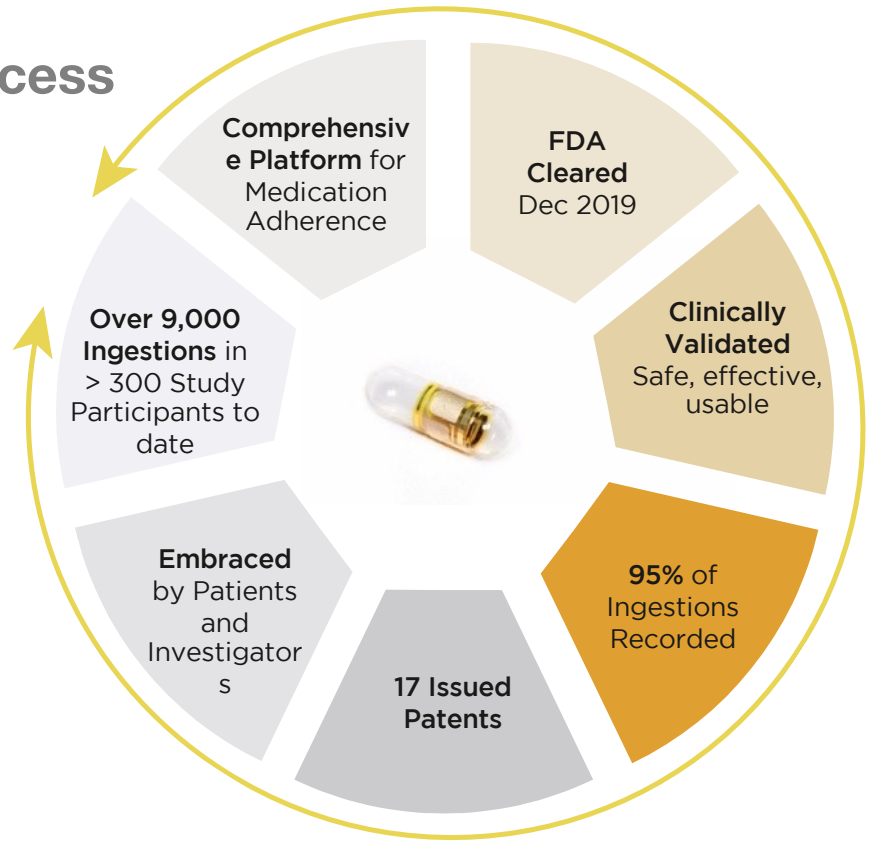 cess
Comprehensiv
e Platform for
Medication
Adherence
FDA
Cleared
Dec 2019
Clinically
Validated
Safe, effective,
usable
95% of
Ingestions
Recorded
17 Issued
Patents
Embraced
by Patients
and
Investigator
s
Over 9,000
Ingestions in
> 300 Study
Participants to
date